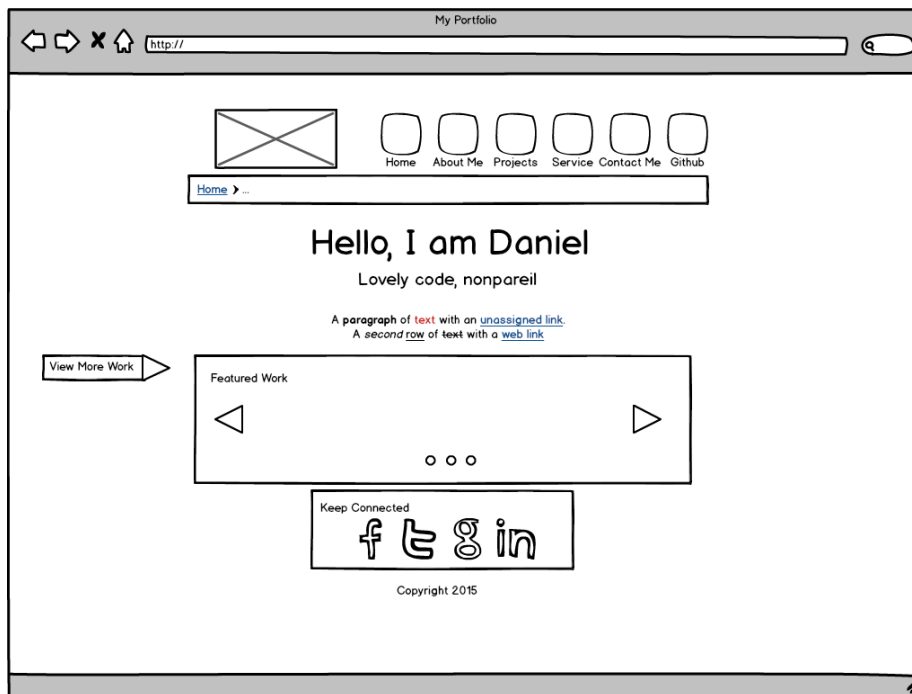 My Portfolio
http://
Home About Me Projects Service Contact Me Github
Home > ...
Hello, I am Daniel
Lovely code, nonpareil
A paragraph of text with an unassigned link.
A second row of text with a web link
View More Work
Featured Work
Keep Connected
f t g in
Copyright 2015